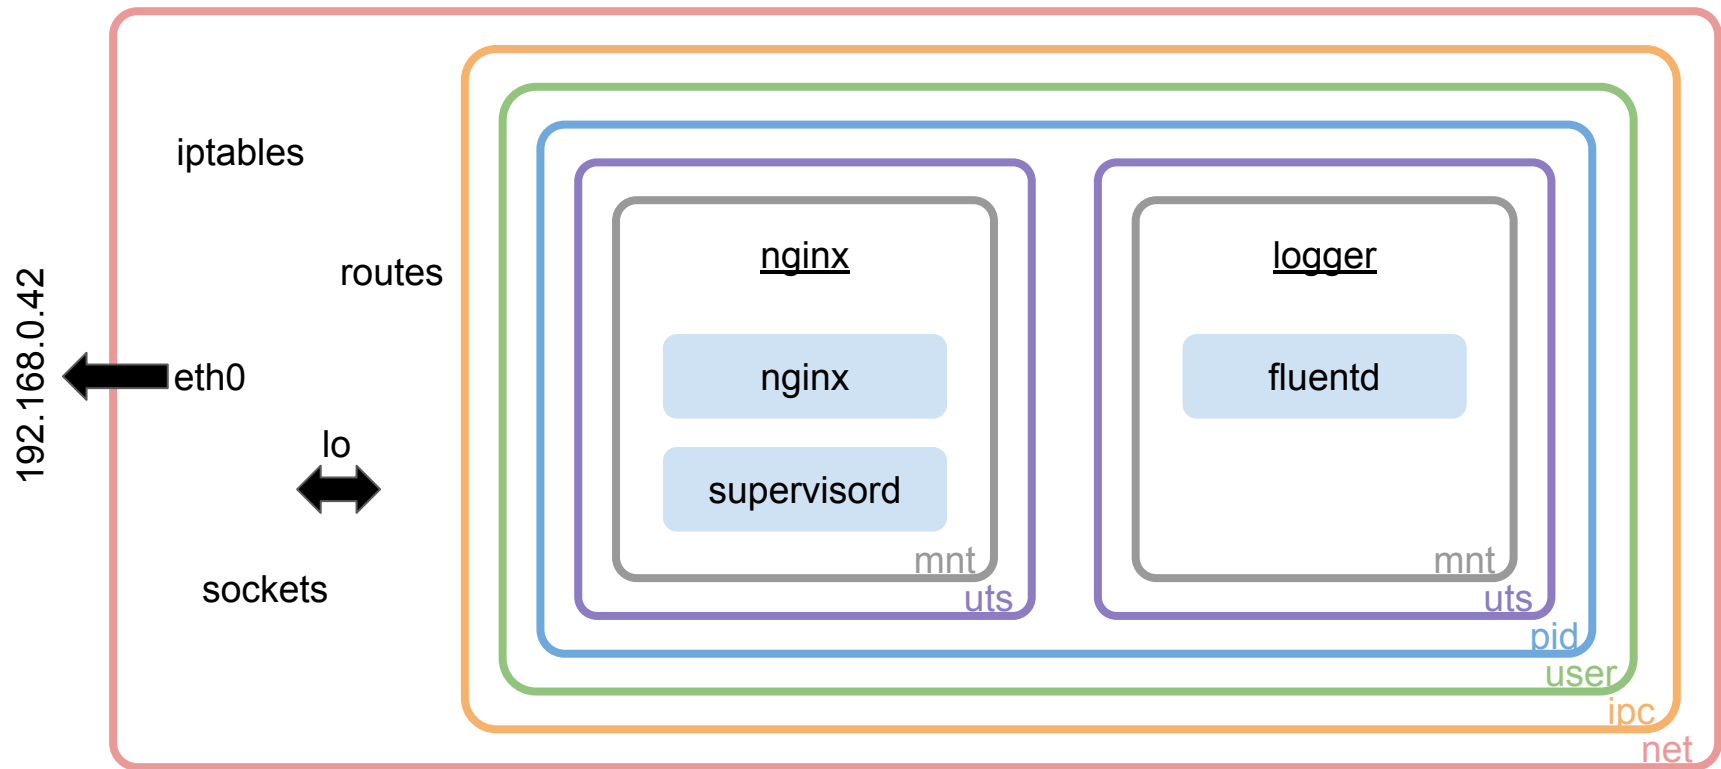 192.168.0.42
iptables
routes
eth0
lo
sockets
nginx
nginx
supervisord
mnt
uts
logger
fluentd
mnt
uts
pid
user
ipc
net